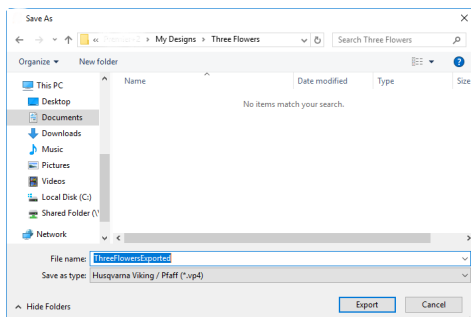 Save As
« My Designs > Three Flowers
Search Three Flowers
Organize
New folder
?
Name
Date modified
Type
Size
No items match your search.
This PC
Desktop
Documents
Downloads
Music
Pictures
Videos
Local Disk (C:)
Shared Folder (\
Network
File name: ThreeFlowersExported
Save as type: Husqvarna Viking / Pfaff (*.vp4)
Hide Folders
Export
Cancel